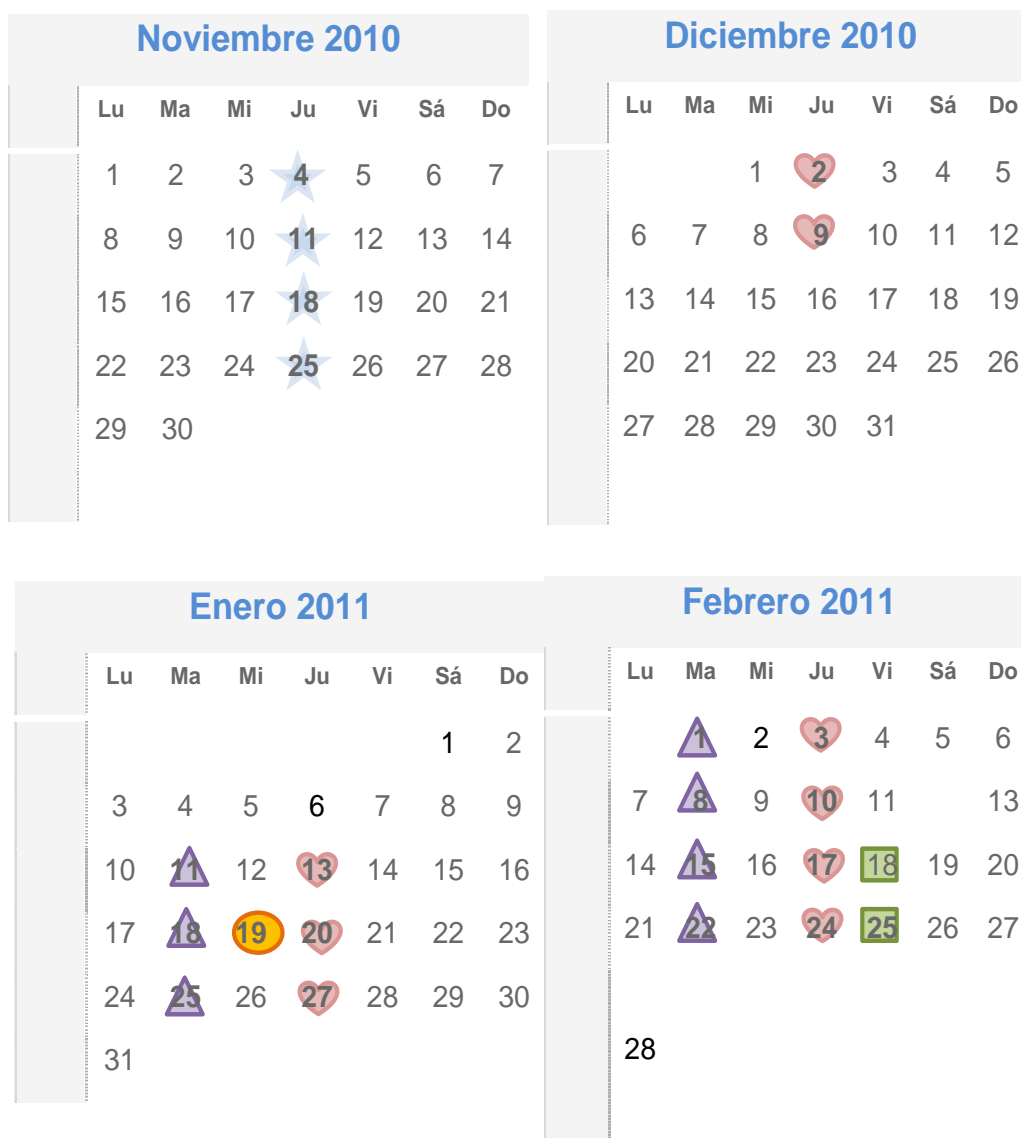 Noviembre 2010
Lu Ma Mi Ju Vi Sá Do
1 2 3 4 5 6 7
8 9 10 11 12 13 14
15 16 17 18 19 20 21
22 23 24 25 26 27 28
29 30
Diciembre 2010
Lu Ma Mi Ju Vi Sá Do
1 2 3 4 5
6 7 8 9 10 11 12
13 14 15 16 17 18 19
20 21 22 23 24 25 26
27 28 29 30 31
Enero 2011
Lu Ma Mi Ju Vi Sá Do
1 2
3 4 5 6 7 8 9
10 11 12 13 14 15 16
17 18 19 20 21 22 23
24 25 26 27 28 29 30
31
Febrero 2011
Lu Ma Mi Ju Vi Sá Do
1 2 3 4 5 6
7 8 9 10 11 13
14 15 16 17 18 19 20
21 22 23 24 25 26 27
28